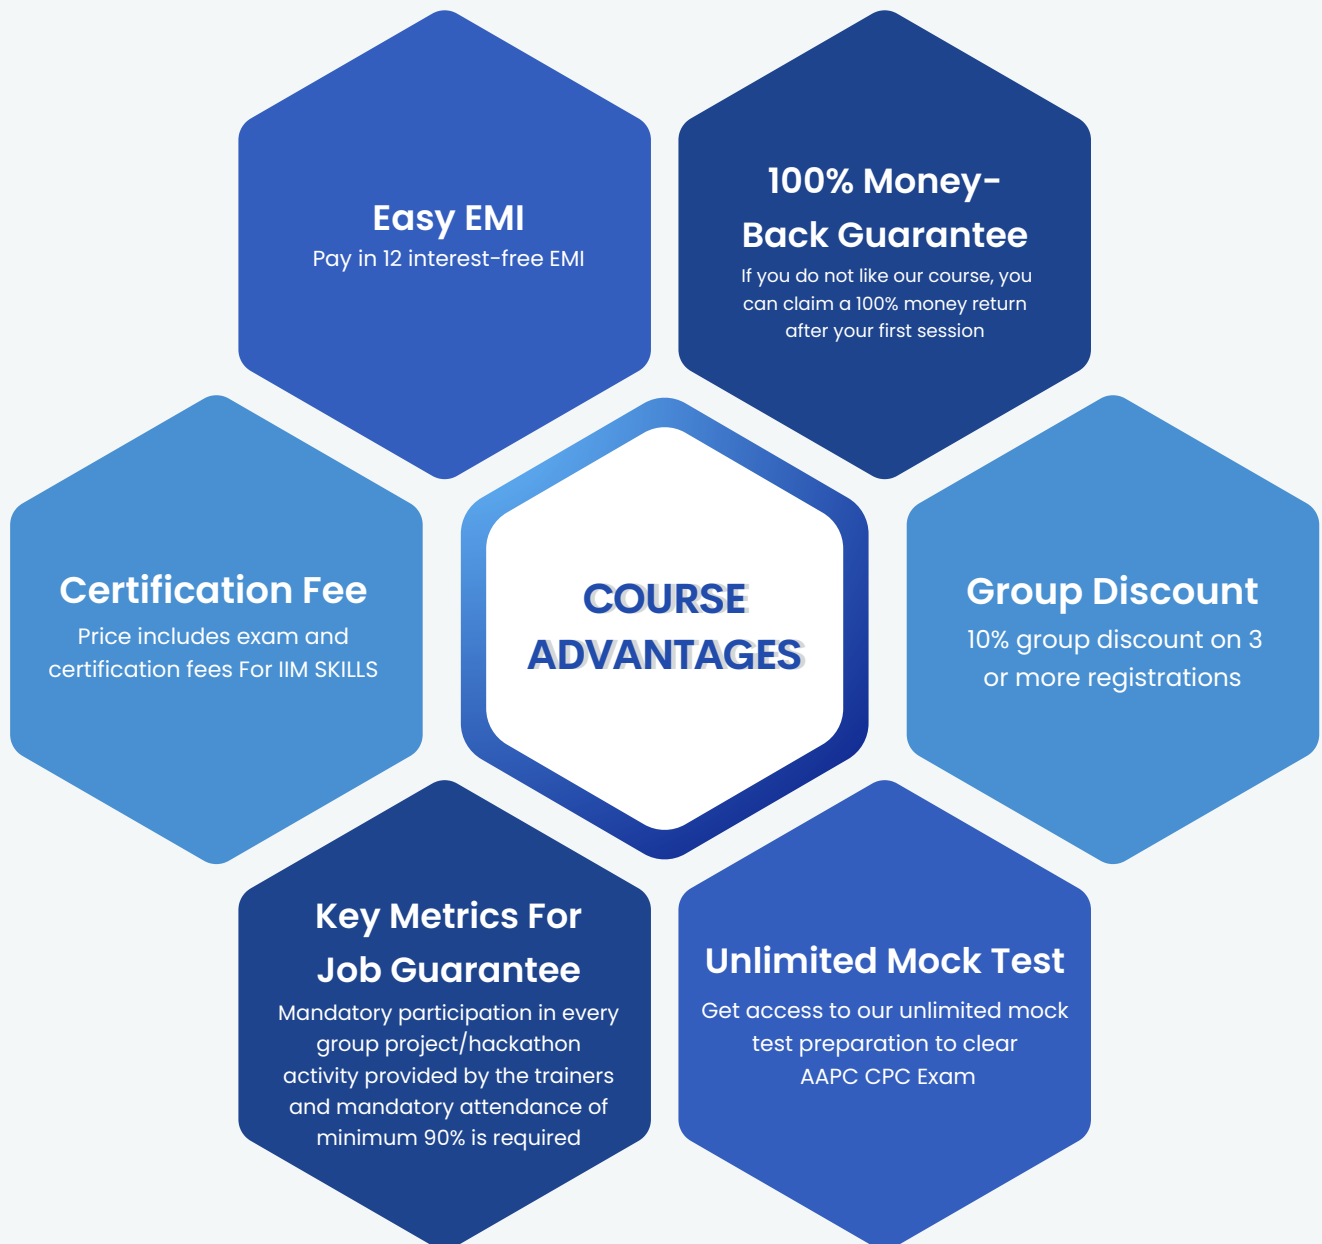 Easy EMI
Pay in 12 interest-free EMI
100% Money-
Back Guarantee
If you do not like our course, you
can claim a 100% money return
after your first session
Certification Fee
Price includes exam and
certification fees For IIM SKILLS
COURSE
ADVANTAGES
Group Discount
10% group discount on 3
or more registrations
Key Metrics For
Job Guarantee
Mandatory participation in every
group project/hackathon
activity provided by the trainers
and mandatory attendance of
minimum 90% is required
Unlimited Mock Test
Get access to our unlimited mock
test preparation to clear
AAPC CPC Exam